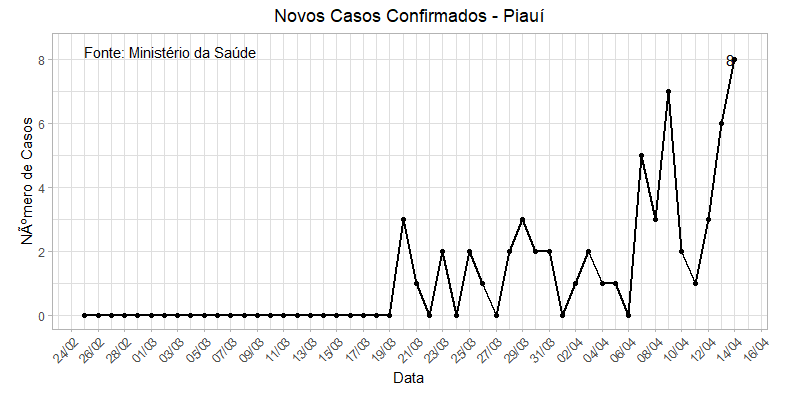 Novos Casos Confirmados - Piauí
Fonte: Ministério da Saúde
8
8
6
4
2
0
NÃºmero de Casos
24/02 26/02 28/02 01/03 03/03 05/03 07/03 09/03 11/03 13/03 15/03 17/03 19/03 21/03 23/03 25/03 27/03 29/03 31/03 02/04 04/04 06/04 08/04 10/04 12/04 14/04 16/04
Data